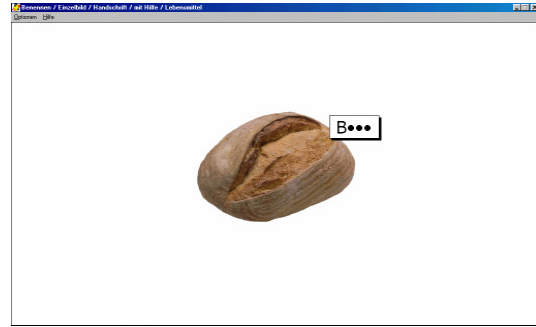 Benennen / Einzelbild / Handschrift / mit Hilfe / Lebensmittel
Optionen Hilfe
B●●●